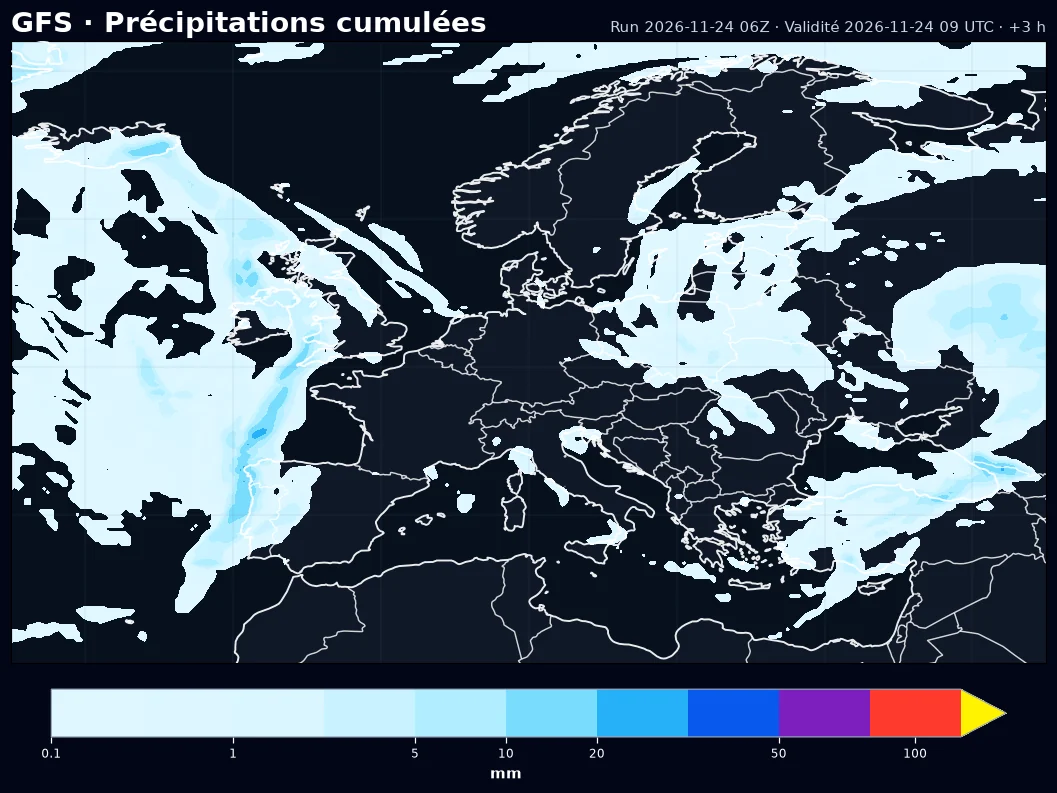 GFS · Précipitations cumulées
Run 2026-11-24 06Z · Validité 2026-11-24 09 UTC · +3 h
0.1 1 5 10 20 50 100
mm